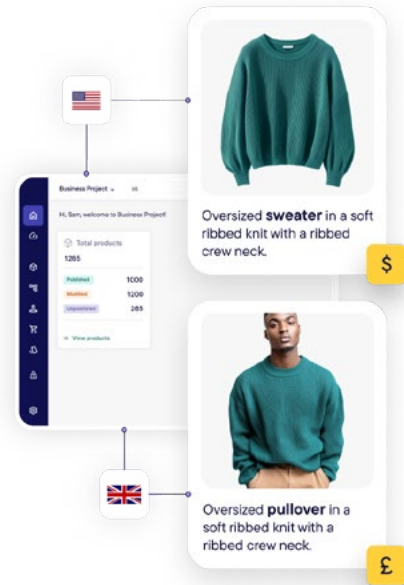 Oversized sweater in a soft
ribbed knit with a ribbed
crew neck.
$
Business Project
Hi, Sam, welcome to Business Project!
Total products
1265
Published 1000
Modified 1200
Unpublished 265
View products
Oversized pullover in a
soft ribbed knit with a
ribbed crew neck.
£